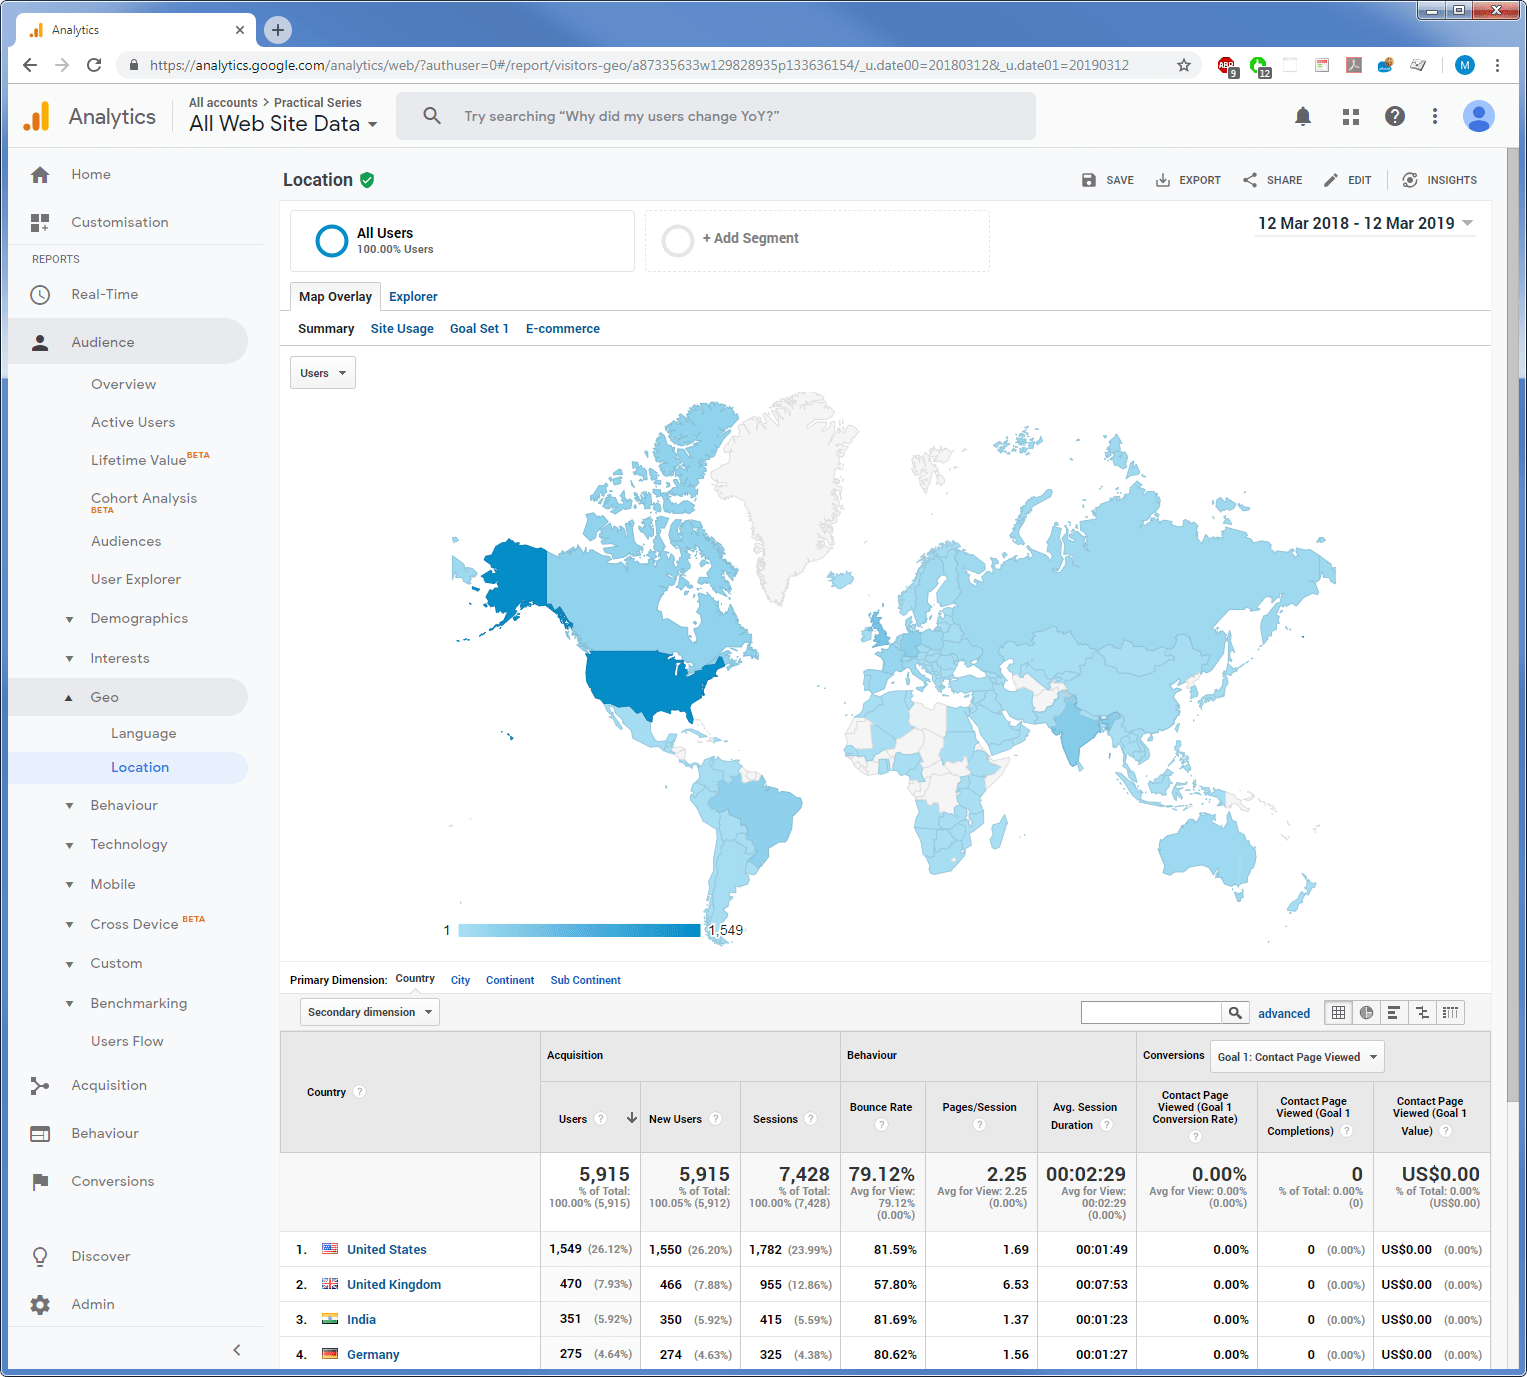 Analytics
https://analytics.google.com/analytics/web/?authuser=0#/report/visitors-geo/a87335633w129828935p133636154/_u.date00=20180312&_u.date01=20190312
ABP
9
12
M
Analytics
All accounts > Practical Series
All Web Site Data
Try searching “Why did my users change YoY?”
Home
Customisation
REPORTS
Real-Time
Audience
Overview
Active Users
Lifetime Value BETA
Cohort Analysis
BETA
Audiences
User Explorer
Demographics
Interests
Geo
Language
Location
Behaviour
Technology
Mobile
Cross Device BETA
Custom
Benchmarking
Users Flow
Acquisition
Behaviour
Conversions
Discover
Admin
Location
SAVE
EXPORT
SHARE
EDIT
INSIGHTS
All Users
100.00% Users
+ Add Segment
12 Mar 2018 - 12 Mar 2019
Map Overlay
Explorer
Summary
Site Usage
Goal Set 1
E-commerce
Users
1
1,549
Primary Dimension:
Country
City
Continent
Sub Continent
Secondary dimension
advanced
Country ?
Acquisition
Behaviour
Conversions
Goal 1: Contact Page Viewed
Users ?
New Users ?
Sessions ?
Bounce Rate
?
Pages/Session
?
Avg. Session
Duration ?
Contact Page
Viewed (Goal 1
Conversion Rate)
?
Contact Page
Viewed (Goal 1
Completions) ?
Contact Page
Viewed (Goal 1
Value) ?
5,915
% of Total:
100.00% (5,915)
5,915
% of Total:
100.05% (5,912)
7,428
% of Total:
100.00% (7,428)
79.12%
Avg for View:
79.12%
(0.00%)
2.25
Avg for View: 2.25
(0.00%)
00:02:29
Avg for View:
00:02:29
(0.00%)
0.00%
Avg for View: 0.00%
(0.00%)
0
% of Total: 0.00%
(0)
US$0.00
% of Total: 0.00%
(US$0.00)
1. United States 1,549 (26.12%) 1,550 (26.20%) 1,782 (23.99%) 81.59% 1.69 00:01:49 0.00% 0 (0.00%) US$0.00 (0.00%)
2. United Kingdom 470 (7.93%) 466 (7.88%) 955 (12.86%) 57.80% 6.53 00:07:53 0.00% 0 (0.00%) US$0.00 (0.00%)
3. India 351 (5.92%) 350 (5.92%) 415 (5.59%) 81.69% 1.37 00:01:23 0.00% 0 (0.00%) US$0.00 (0.00%)
4. Germany 275 (4.64%) 274 (4.63%) 325 (4.38%) 80.62% 1.56 00:01:27 0.00% 0 (0.00%) US$0.00 (0.00%)